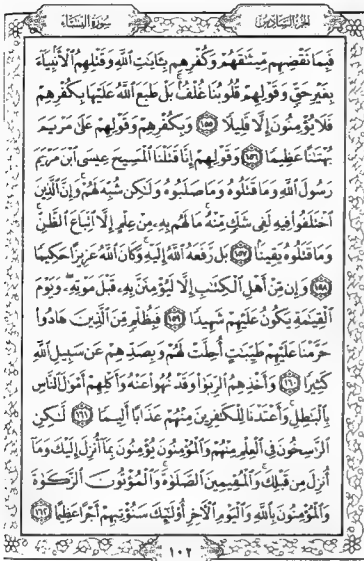 الجزء السادس
سورة النساء
فَبِمَا نَقْضِهِم مِّيثَٰقَهُمْ وَكُفْرِهِم بِـَٔايَٰتِ ٱللَّهِ وَقَتْلِهِمُ ٱلْأَنۢبِيَآءَ
بِغَيْرِ حَقٍّ وَقَوْلِهِمْ قُلُوبُنَا غُلْفُۢ بَلْ طَبَعَ ٱللَّهُ عَلَيْهَا بِكُفْرِهِمْ
فَلَا يُؤْمِنُونَ إِلَّا قَلِيلًا ١٥٥ وَبِكُفْرِهِمْ وَقَوْلِهِمْ عَلَىٰ مَرْيَمَ
بُهْتَٰنًا عَظِيمًا ١٥٦ وَقَوْلِهِمْ إِنَّا قَتَلْنَا ٱلْمَسِيحَ عِيسَى ٱبْنَ مَرْيَمَ
رَسُولَ ٱللَّهِ وَمَا قَتَلُوهُ وَمَا صَلَبُوهُ وَلَٰكِن شُبِّهَ لَهُمْ ۚ وَإِنَّ ٱلَّذِينَ
ٱخْتَلَفُوا۟ فِيهِ لَفِى شَكٍّ مِّنْهُ ۚ مَا لَهُم بِهِۦ مِنْ عِلْمٍ إِلَّا ٱتِّبَاعَ ٱلظَّنِّ ۚ
وَمَا قَتَلُوهُ يَقِينًۢا ١٥٧ بَل رَّفَعَهُ ٱللَّهُ إِلَيْهِ ۚ وَكَانَ ٱللَّهُ عَزِيزًا حَكِيمًا
١٥٨ وَإِن مِّنْ أَهْلِ ٱلْكِتَٰبِ إِلَّا لَيُؤْمِنَنَّ بِهِۦ قَبْلَ مَوْتِهِۦ ۖ وَيَوْمَ
ٱلْقِيَٰمَةِ يَكُونُ عَلَيْهِمْ شَهِيدًا ١٥٩ فَبِظُلْمٍ مِّنَ ٱلَّذِينَ هَادُوا۟
حَرَّمْنَا عَلَيْهِمْ طَيِّبَٰتٍ أُحِلَّتْ لَهُمْ وَبِصَدِّهِمْ عَن سَبِيلِ ٱللَّهِ
كَثِيرًا ١٦٠ وَأَخْذِهِمُ ٱلرِّبَوٰا۟ وَقَدْ نُهُوا۟ عَنْهُ وَأَكْلِهِمْ أَمْوَٰلَ ٱلنَّاسِ
بِٱلْبَٰطِلِ ۚ وَأَعْتَدْنَا لِلْكَٰفِرِينَ مِنْهُمْ عَذَابًا أَلِيمًا ١٦١ لَّٰكِنِ
ٱلرَّٰسِخُونَ فِى ٱلْعِلْمِ مِنْهُمْ وَٱلْمُؤْمِنُونَ يُؤْمِنُونَ بِمَآ أُنزِلَ إِلَيْكَ وَمَآ
أُنزِلَ مِن قَبْلِكَ ۚ وَٱلْمُقِيمِينَ ٱلصَّلَوٰةَ ۚ وَٱلْمُؤْتُونَ ٱلزَّكَوٰةَ
وَٱلْمُؤْمِنُونَ بِٱللَّهِ وَٱلْيَوْمِ ٱلْءَاخِرِ أُو۟لَٰٓئِكَ سَنُؤْتِيهِمْ أَجْرًا عَظِيمًا ١٦٢
١٠٣